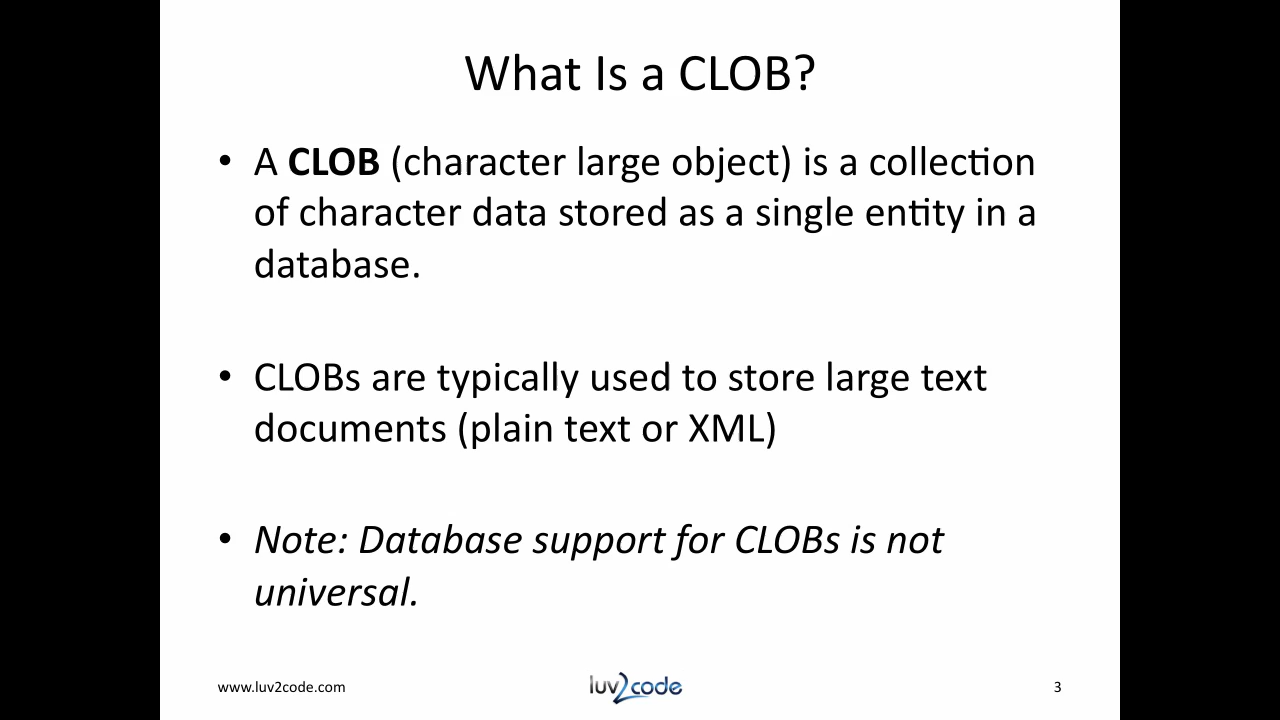 What Is a CLOB?
• A CLOB (character large object) is a collection
of character data stored as a single entity in a
database.
• CLOBs are typically used to store large text
documents (plain text or XML)
• Note: Database support for CLOBs is not
universal.
www.luv2code.com
luv2code
3